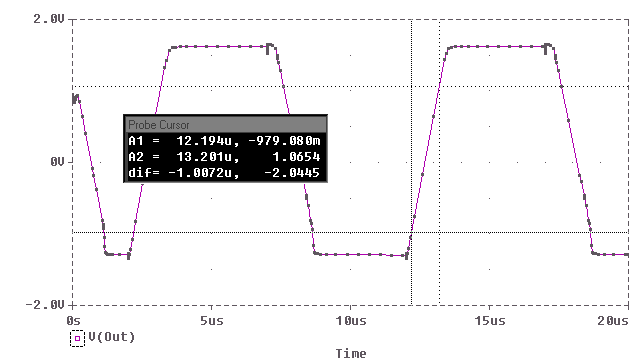 2.0V
Probe Cursor
A1 = 12.194u, -979.080m
A2 = 13.201u, 1.0654
dif= -1.0072u, -2.0445
0V
-2.0V
0s 5us 10us 15us 20us
V(Out)
Time